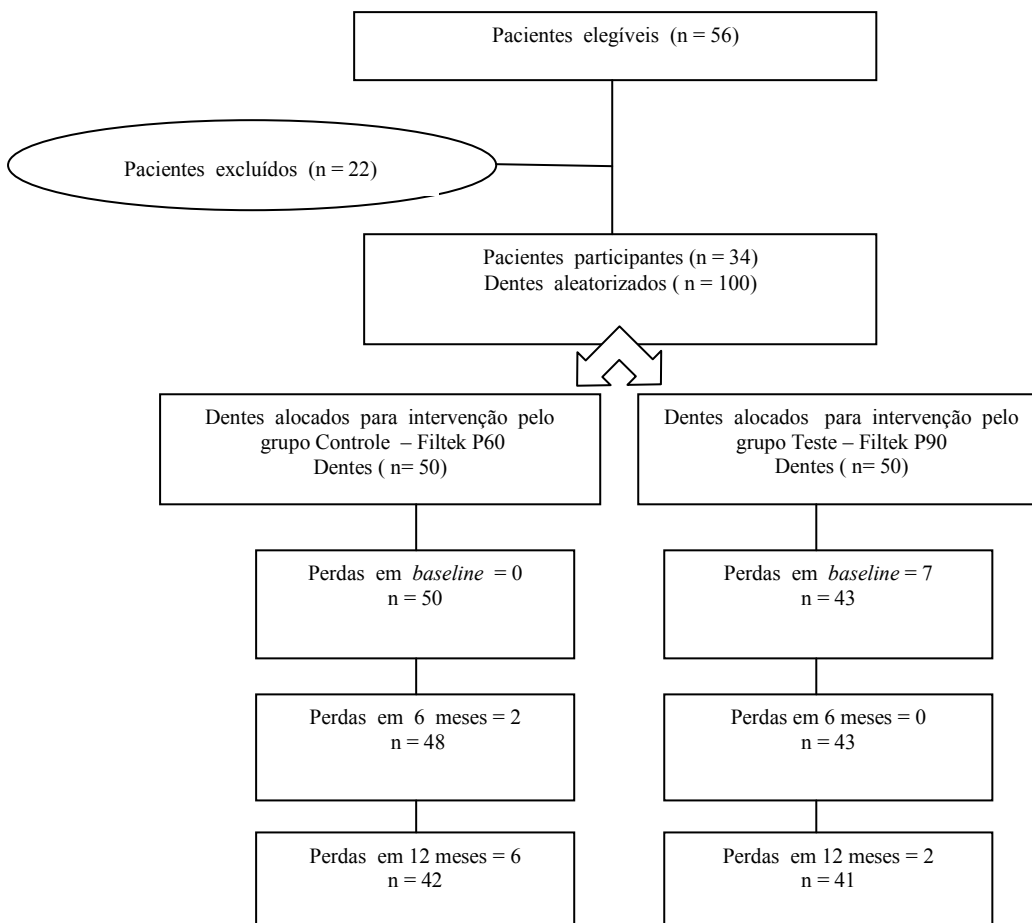 Pacientes elegíveis (n = 56)
Pacientes excluídos (n = 22)
Pacientes participantes (n = 34)
Dentes aleatorizados ( n = 100)
Dentes alocados para intervenção pelo
grupo Controle – Filtek P60
Dentes ( n= 50)
Dentes alocados para intervenção pelo
grupo Teste – Filtek P90
Dentes ( n= 50)
Perdas em baseline = 0
n = 50
Perdas em baseline = 7
n = 43
Perdas em 6 meses = 2
n = 48
Perdas em 6 meses = 0
n = 43
Perdas em 12 meses = 6
n = 42
Perdas em 12 meses = 2
n = 41